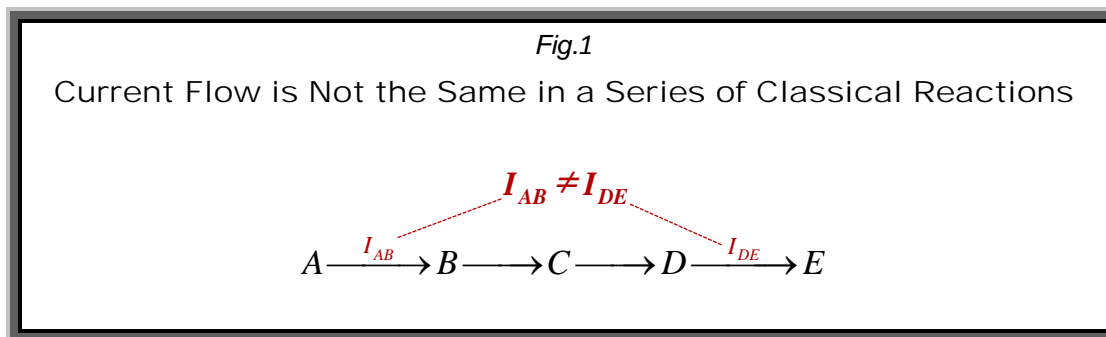 Fig.1
Current Flow is Not the Same in a Series of Classical Reactions
I_AB ≠ I_DE
I_AB I_DE
A → B → C → D → E